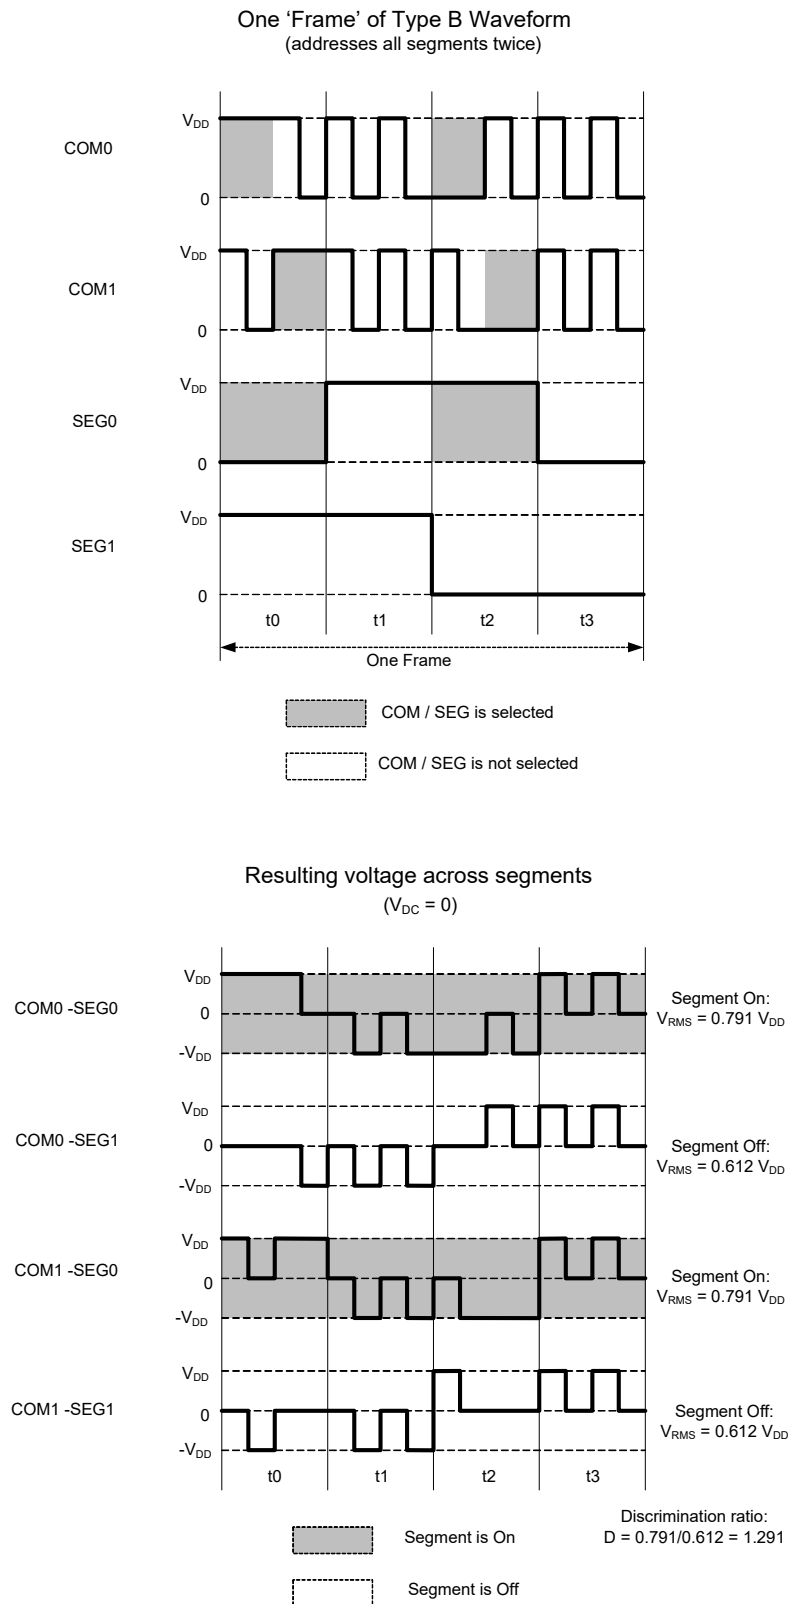 One ‘Frame’ of Type B Waveform
(addresses all segments twice)
VDD
COM0
0
VDD
COM1
0
VDD
SEG0
0
VDD
SEG1
0
t0 t1 t2 t3
One Frame
COM / SEG is selected
COM / SEG is not selected
Resulting voltage across segments
(VDC = 0)
VDD
COM0 -SEG0
0
-VDD
Segment On:
VRMS = 0.791 VDD
VDD
COM0 -SEG1
0
-VDD
Segment Off:
VRMS = 0.612 VDD
VDD
COM1 -SEG0
0
-VDD
Segment On:
VRMS = 0.791 VDD
VDD
COM1 -SEG1
0
-VDD
Segment Off:
VRMS = 0.612 VDD
t0 t1 t2 t3
Discrimination ratio:
D = 0.791/0.612 = 1.291
Segment is On
Segment is Off